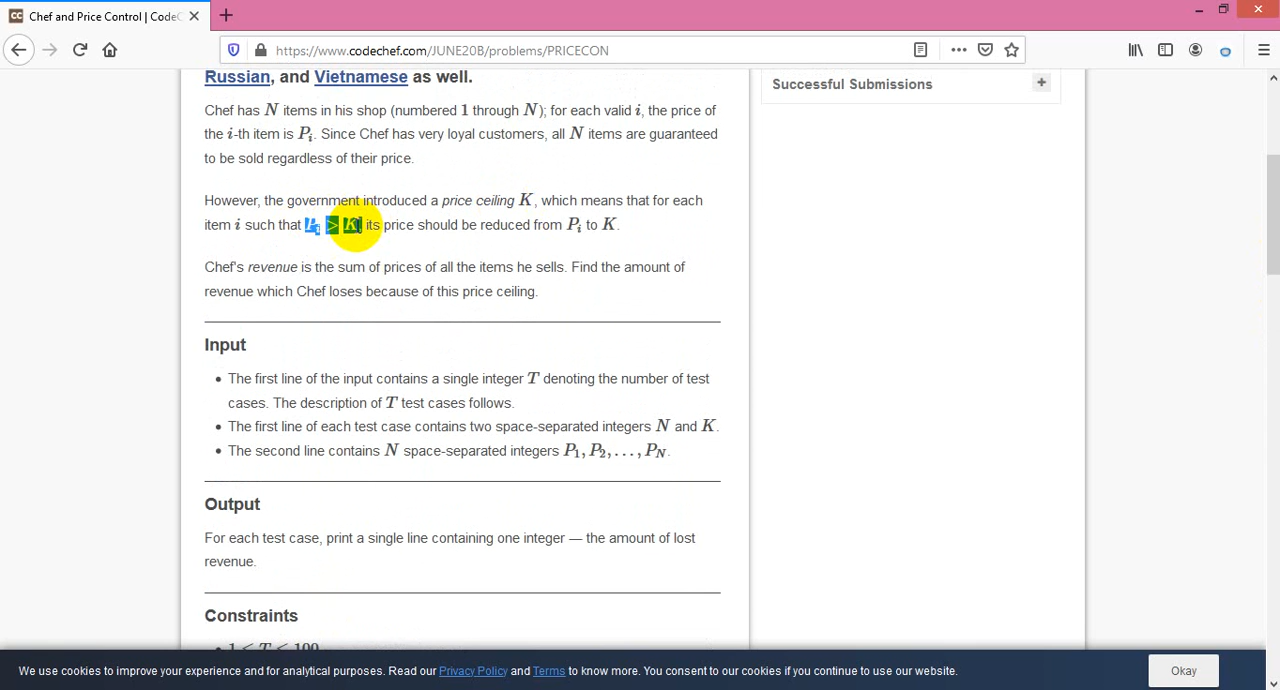 Chef and Price Control | CodeC
https://www.codechef.com/JUNE20B/problems/PRICECON
Russian, and Vietnamese as well.
Successful Submissions
Chef has N items in his shop (numbered 1 through N); for each valid i, the price of
the i-th item is Pi. Since Chef has very loyal customers, all N items are guaranteed
to be sold regardless of their price.
However, the government introduced a price ceiling K, which means that for each
item i such that Pi > K, its price should be reduced from Pi to K.
Chef's revenue is the sum of prices of all the items he sells. Find the amount of
revenue which Chef loses because of this price ceiling.
Input
• The first line of the input contains a single integer T denoting the number of test
cases. The description of T test cases follows.
• The first line of each test case contains two space-separated integers N and K.
• The second line contains N space-separated integers P1, P2, ..., PN.
Output
For each test case, print a single line containing one integer — the amount of lost
revenue.
Constraints
• 1 ≤ T ≤ 100
We use cookies to improve your experience and for analytical purposes. Read our Privacy Policy and Terms to know more. You consent to our cookies if you continue to use our website.
Okay